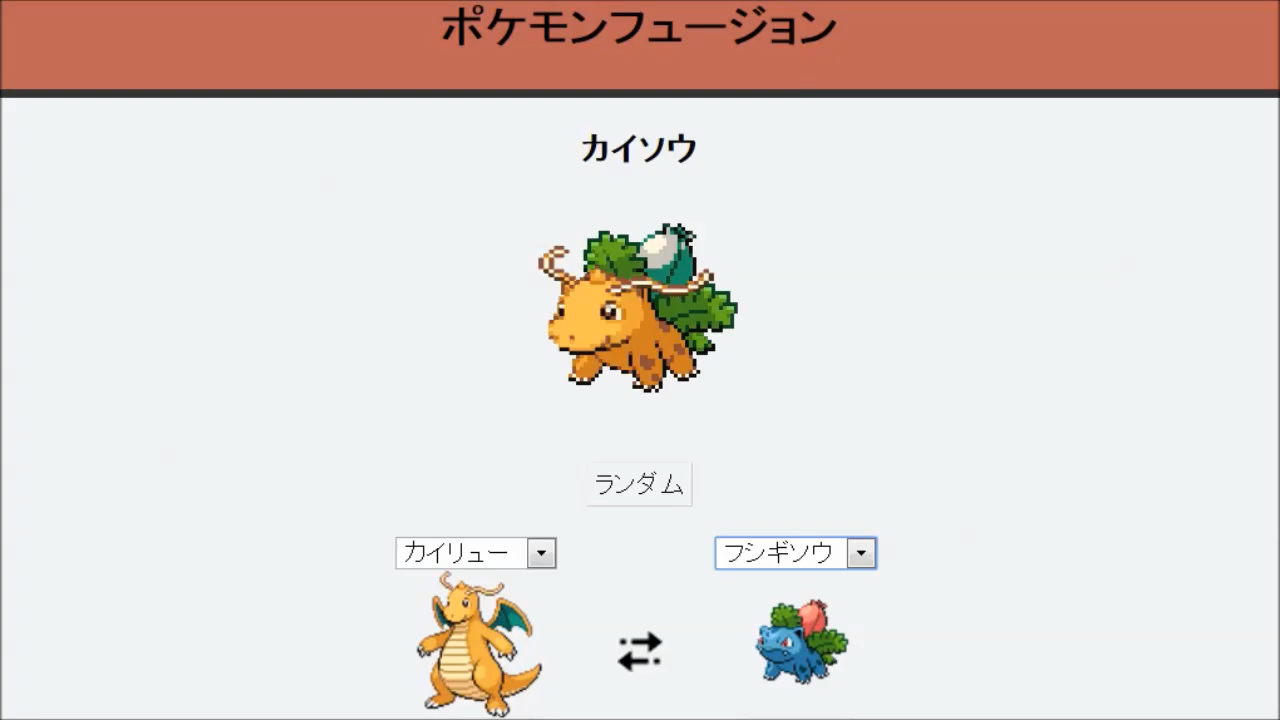 ポケモンフュージョン
カイソウ
ランダム
カイリュー
フシギソウ